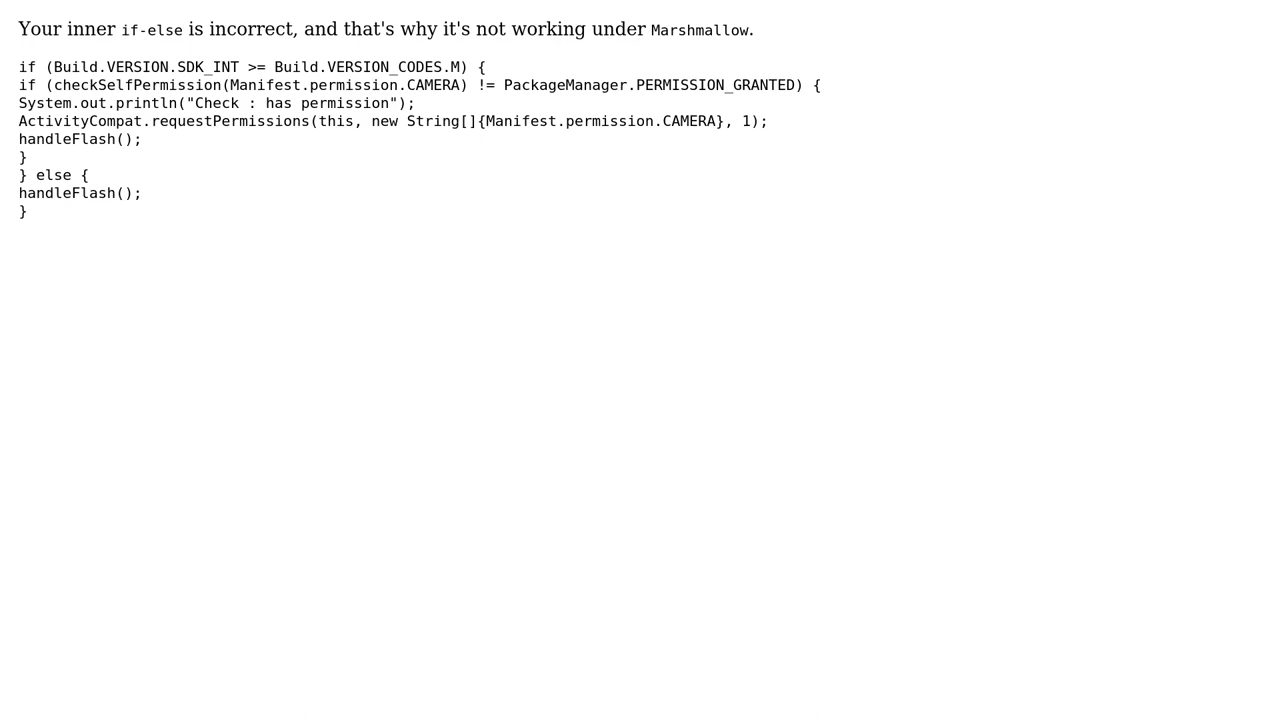 Your inner if-else is incorrect, and that's why it's not working under Marshmallow.
if (Build.VERSION.SDK_INT >= Build.VERSION_CODES.M) {
if (checkSelfPermission(Manifest.permission.CAMERA) != PackageManager.PERMISSION_GRANTED) {
System.out.println("Check : has permission");
ActivityCompat.requestPermissions(this, new String[]{Manifest.permission.CAMERA}, 1);
handleFlash();
}
} else {
handleFlash();
}